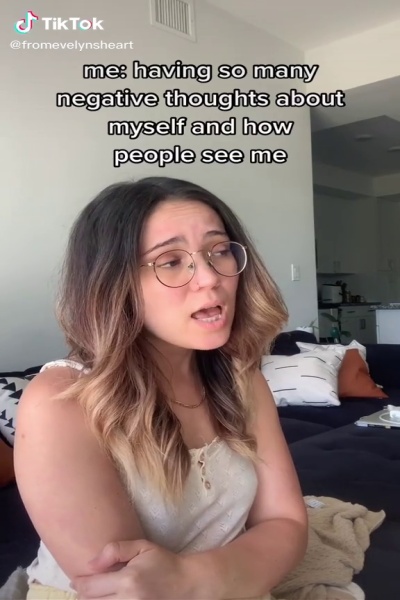 TikTok
@fromevelynsheart
me: having so many
negative thoughts about
myself and how
people see me